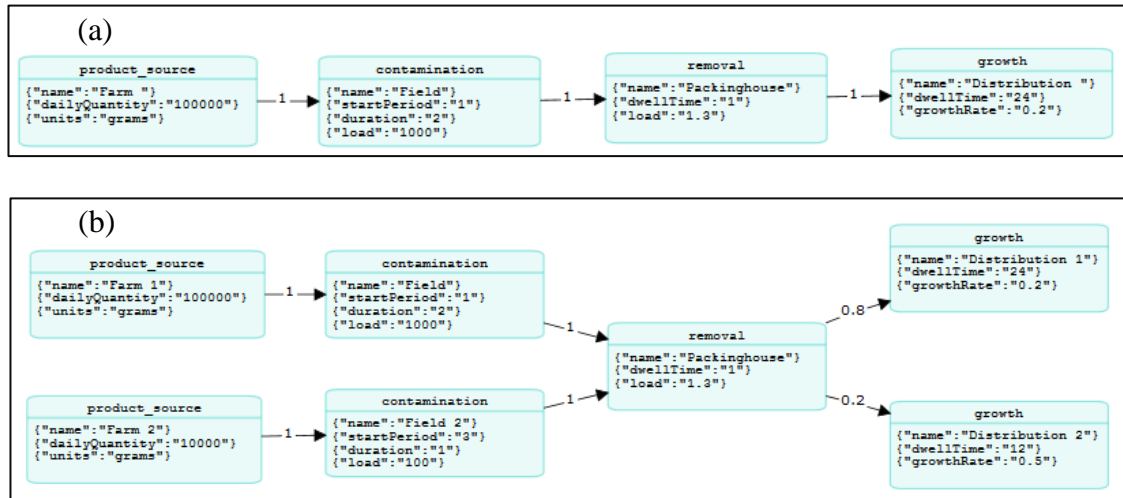 (a)
product_source
{"name":"Farm "}
{"dailyQuantity":"100000"}
{"units":"grams"}
1
contamination
{"name":"Field"}
{"startPeriod":"1"}
{"duration":"2"}
{"load":"1000"}
1
removal
{"name":"Packinghouse"}
{"dwellTime":"1"}
{"load":"1.3"}
1
growth
{"name":"Distribution "}
{"dwellTime":"24"}
{"growthRate":"0.2"}
(b)
product_source
{"name":"Farm 1"}
{"dailyQuantity":"100000"}
{"units":"grams"}
1
contamination
{"name":"Field"}
{"startPeriod":"1"}
{"duration":"2"}
{"load":"1000"}
1
product_source
{"name":"Farm 2"}
{"dailyQuantity":"10000"}
{"units":"grams"}
1
contamination
{"name":"Field 2"}
{"startPeriod":"3"}
{"duration":"1"}
{"load":"100"}
1
removal
{"name":"Packinghouse"}
{"dwellTime":"1"}
{"load":"1.3"}
0.8
growth
{"name":"Distribution 1"}
{"dwellTime":"24"}
{"growthRate":"0.2"}
0.2
growth
{"name":"Distribution 2"}
{"dwellTime":"12"}
{"growthRate":"0.5"}